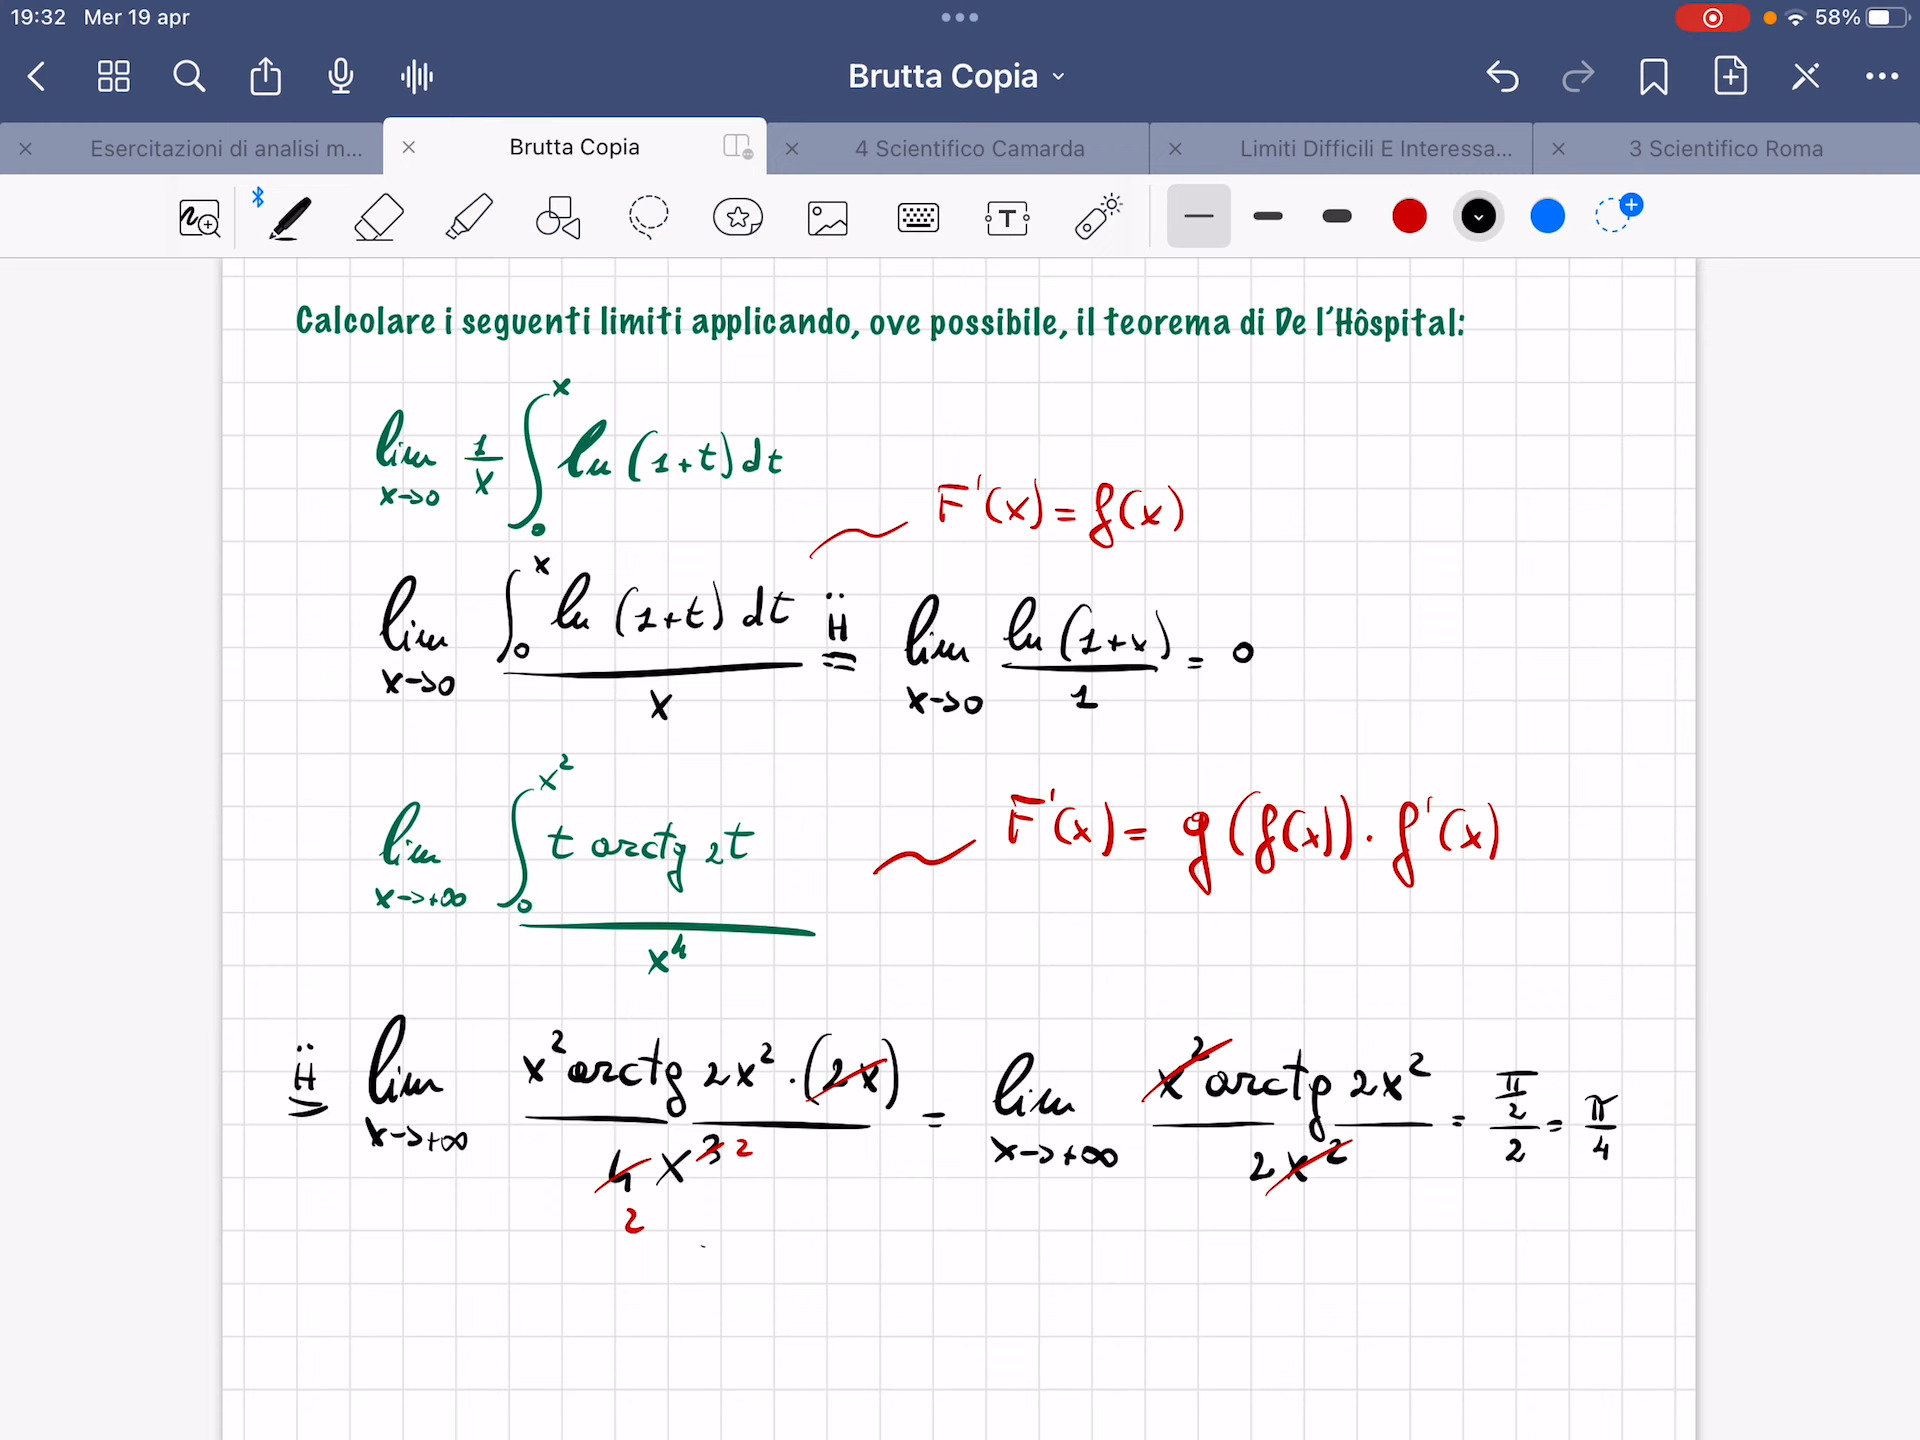 19:32 Mer 19 apr 58%
Brutta Copia
Esercitazioni di analisi m... Brutta Copia 4 Scientifico Camarda Limiti Difficili E Interessa... 3 Scientifico Roma
Calcolare i seguenti limiti applicando, ove possibile, il teorema di De l'Hôspital:
lim x→0 1/x ∫₀ˣ ln (1+t) dt
F'(x) = f(x)
lim x→0 ∫₀ˣ ln (1+t) dt / x Ḧ= lim x→0 ln (1+x) / 1 = 0
lim x→+∞ ∫₀^x² t arctg 2t / x⁴
F'(x) = g(f(x)) · f'(x)
Ḧ= lim x→+∞ x² arctg 2x² · (2x) / 4x³ = lim x→+∞ x² arctg 2x² / 2x² = π/2 / 2 = π/4
2
2